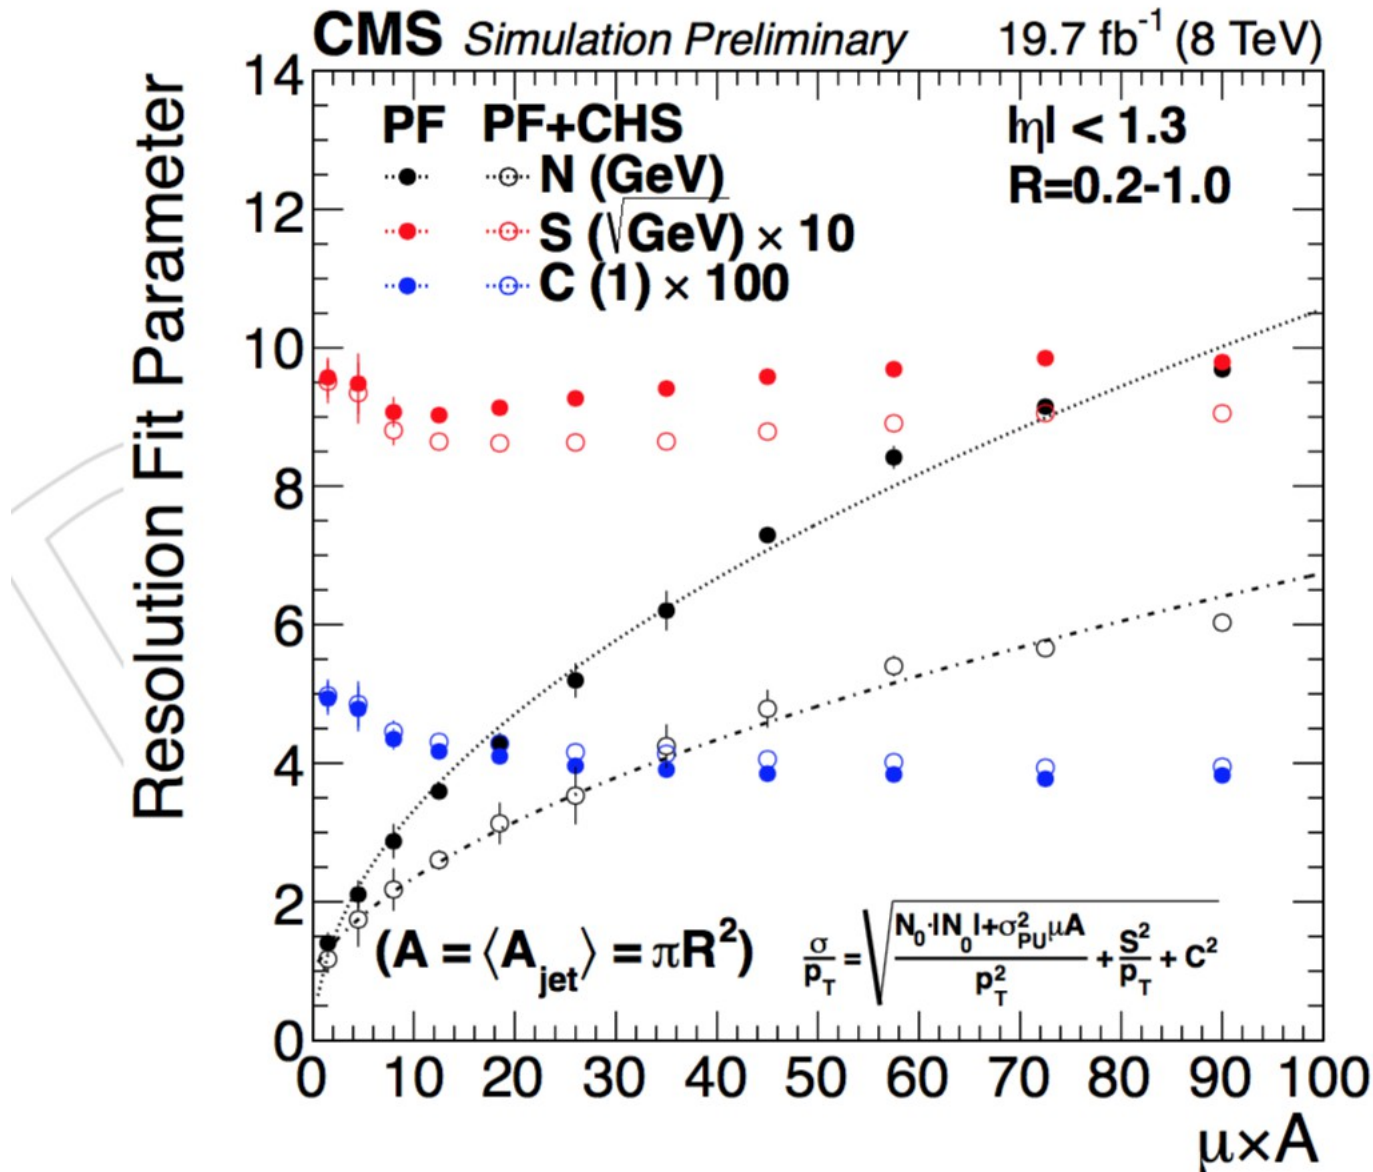 CMS Simulation Preliminary 19.7 fb⁻¹ (8 TeV)
Resolution Fit Parameter
14
12
10
8
6
4
2
0
PF PF+CHS
N (GeV)
S (√GeV) × 10
C (1) × 100
|η| < 1.3
R=0.2-1.0
(A = ⟨A_jet⟩ = πR²)
σ/p_T = √(N₀·|N₀|+σ²_PU μA / p_T² + S²/p_T + C²)
0 10 20 30 40 50 60 70 80 90 100
μ×A